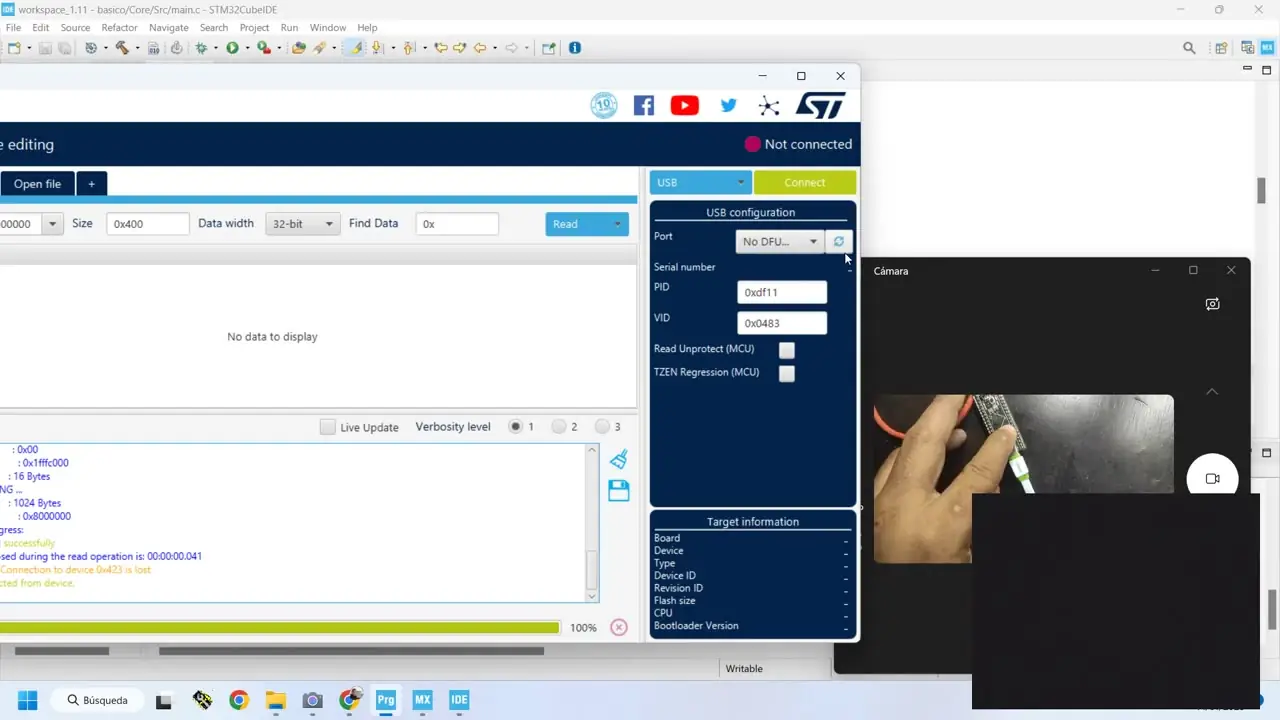 IDE workspace_1.11 - basico/Core/Src/main.c - STM32CubeIDE
File Edit Source Refactor Navigate Search Project Run Window Help
10 ST
e editing
Not connected
Open file +
USB
Connect
00000 Size 0x400 Data width 32-bit Find Data 0x Read
USB configuration
Port No DFU...
Serial number -
PID 0xdf11
VID 0x0483
Read Unprotect (MCU)
TZEN Regression (MCU)
No data to display
Live Update Verbosity level 1 2 3
: 0x00
: 0x1fffc000
: 16 Bytes
NG ...
: 1024 Bytes
: 0x8000000
gress:
successfully
osed during the read operation is: 00:00:00.041
Connection to device 0x423 is lost
cted from device.
100%
Target information
Board -
Device -
Type -
Device ID -
Revision ID -
Flash size -
CPU -
Bootloader Version -
Cámara
Writable
Búsqueda
Prg MX IDE
MX